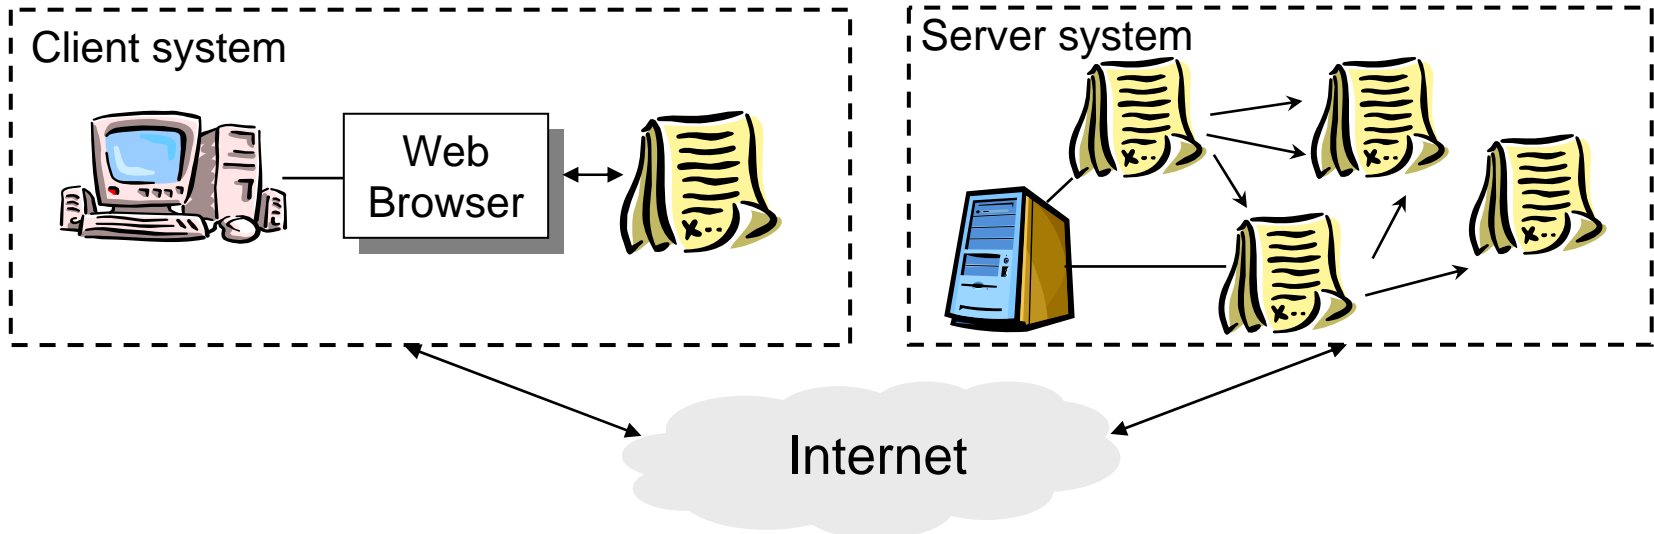 Client system
Web
Browser
Server system
Internet